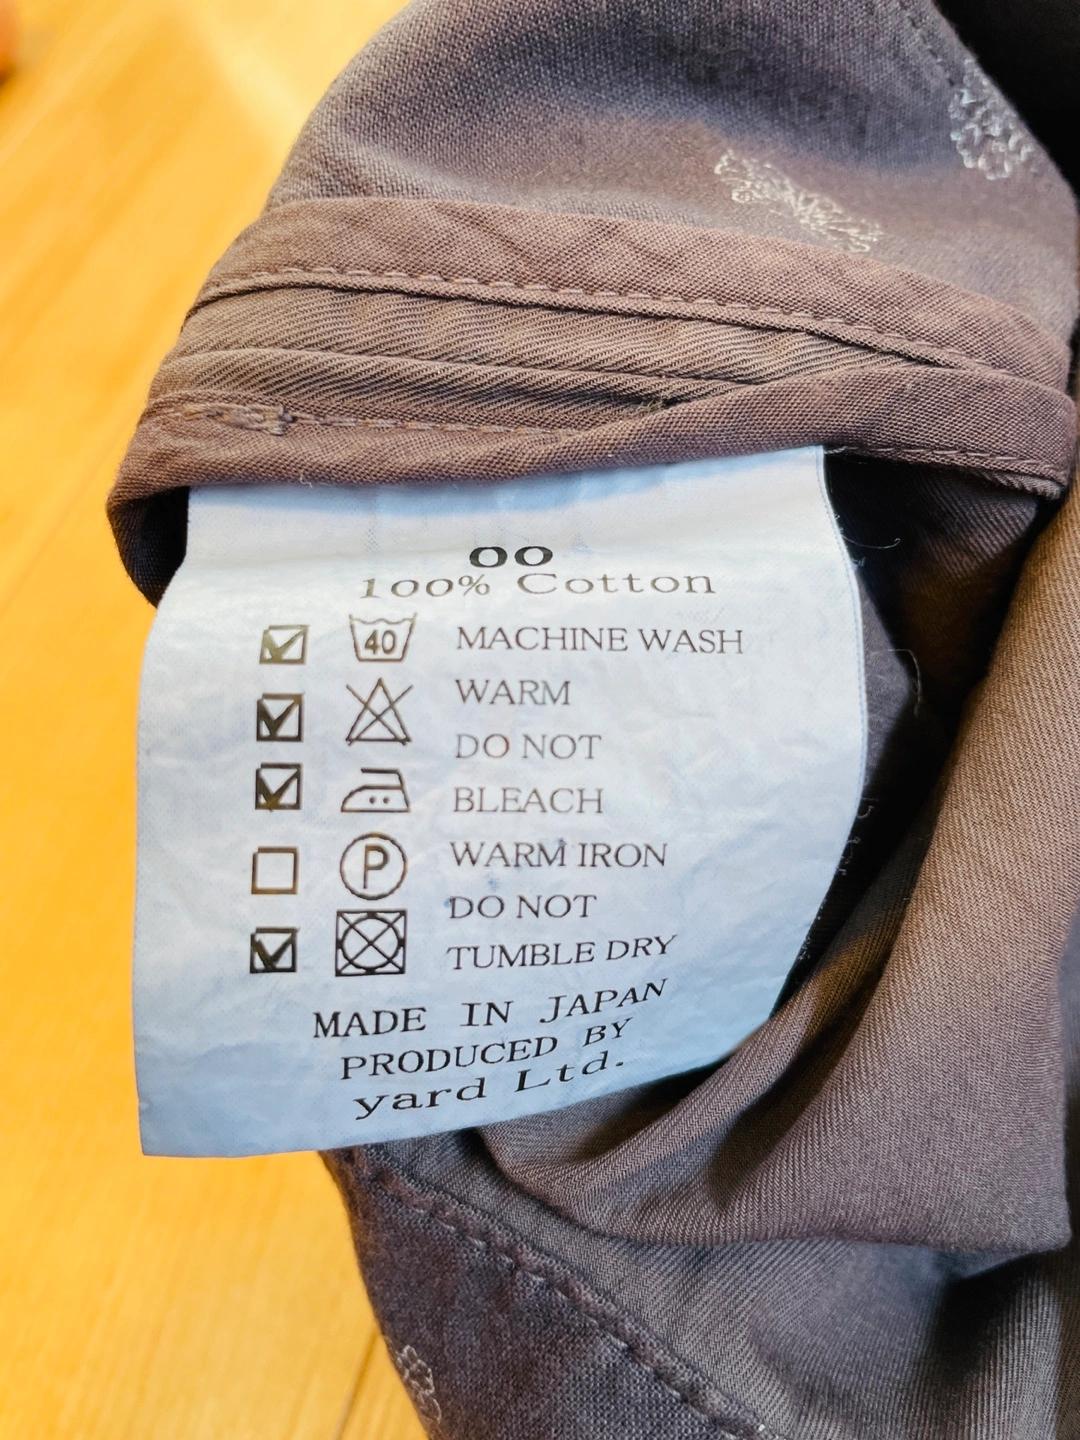 00
100% Cotton
40 MACHINE WASH
WARM
DO NOT
BLEACH
WARM IRON
P
DO NOT
TUMBLE DRY
MADE IN JAPAN
PRODUCED BY
yard Ltd.